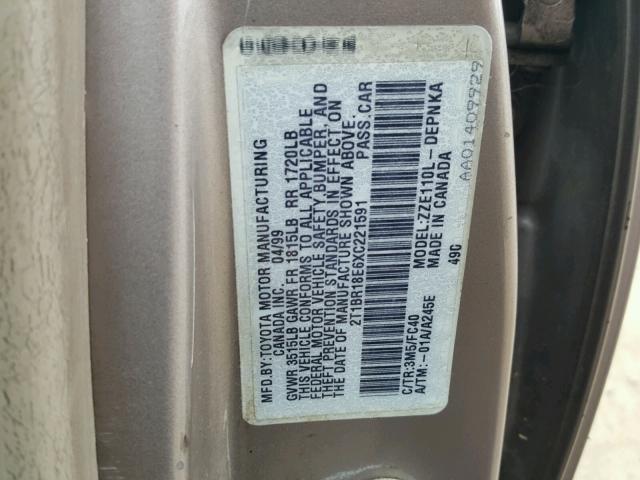 MFD.BY:TOYOTA MOTOR MANUFACTURING
CANADA INC. 04/99
GVWR 3515LB GAWR, FR 1815LB RR 1720LB
THIS VEHICLE CONFORMS TO ALL APPLICABLE
FEDERAL MOTOR VEHICLE SAFETY BUMPER, AND
THEFT PREVENTION STANDARDS IN EFFECT ON
THE DATE OF MANUFACTURE SHOWN ABOVE.
2T1BR18E6XC221591 PASS.CAR
C/TR:3M5/FC40 MODEL:ZZE110L-DEPNKA
A/TM:-01A/A245E MADE IN CANADA
49C
AA01409929